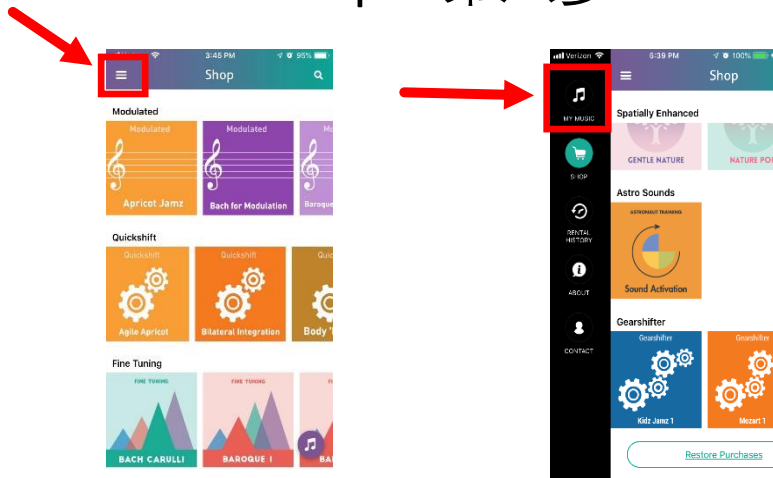 3:45 PM
95%
Shop
Modulated
Modulated
Modulated
Apricot Jamz
Bach for Modulation
Baroque
Quickshift
Quickshift
Quickshift
Agile Apricot
Bilateral Integration
Body
Fine Tuning
FINE TUNING
FINE TUNING
BACH CARULLI
BAROQUE I
Verizon
6:39 PM
100%
Shop
MY MUSIC
SHOP
RENTAL
HISTORY
ABOUT
CONTACT
Spatially Enhanced
GENTLE NATURE
NATURE
Astro Sounds
ASTRONAUT TRAINING
Sound Activation
Gearshifter
Gearshifter
Gearshifter
Kidz Jamz 1
Mozart 1
Restore Purchases